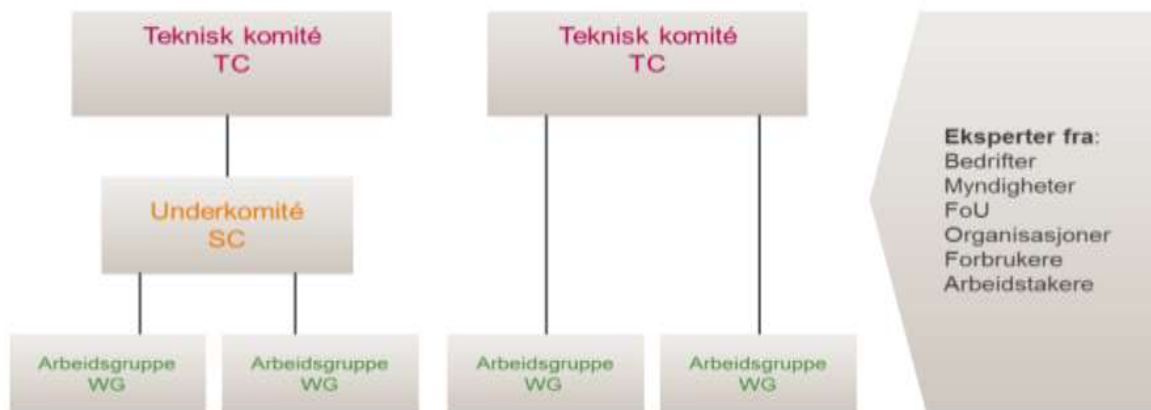 Teknisk komité
TC
Teknisk komité
TC
Underkomité
SC
Arbeidsgruppe
WG
Arbeidsgruppe
WG
Arbeidsgruppe
WG
Arbeidsgruppe
WG
Eksperter fra:
Bedrifter
Myndigheter
FoU
Organisasjoner
Forbrukere
Arbeidstakere